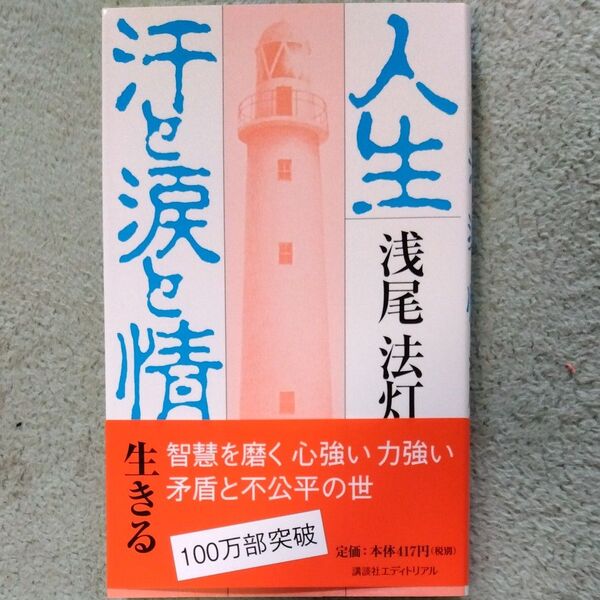 人生
汗と涙と情
浅尾 法灯
生きる
智慧を磨く 心強い 力強い
矛盾と不公平の世
100万部突破
定価：本体417円（税別）
講談社エディトリアル